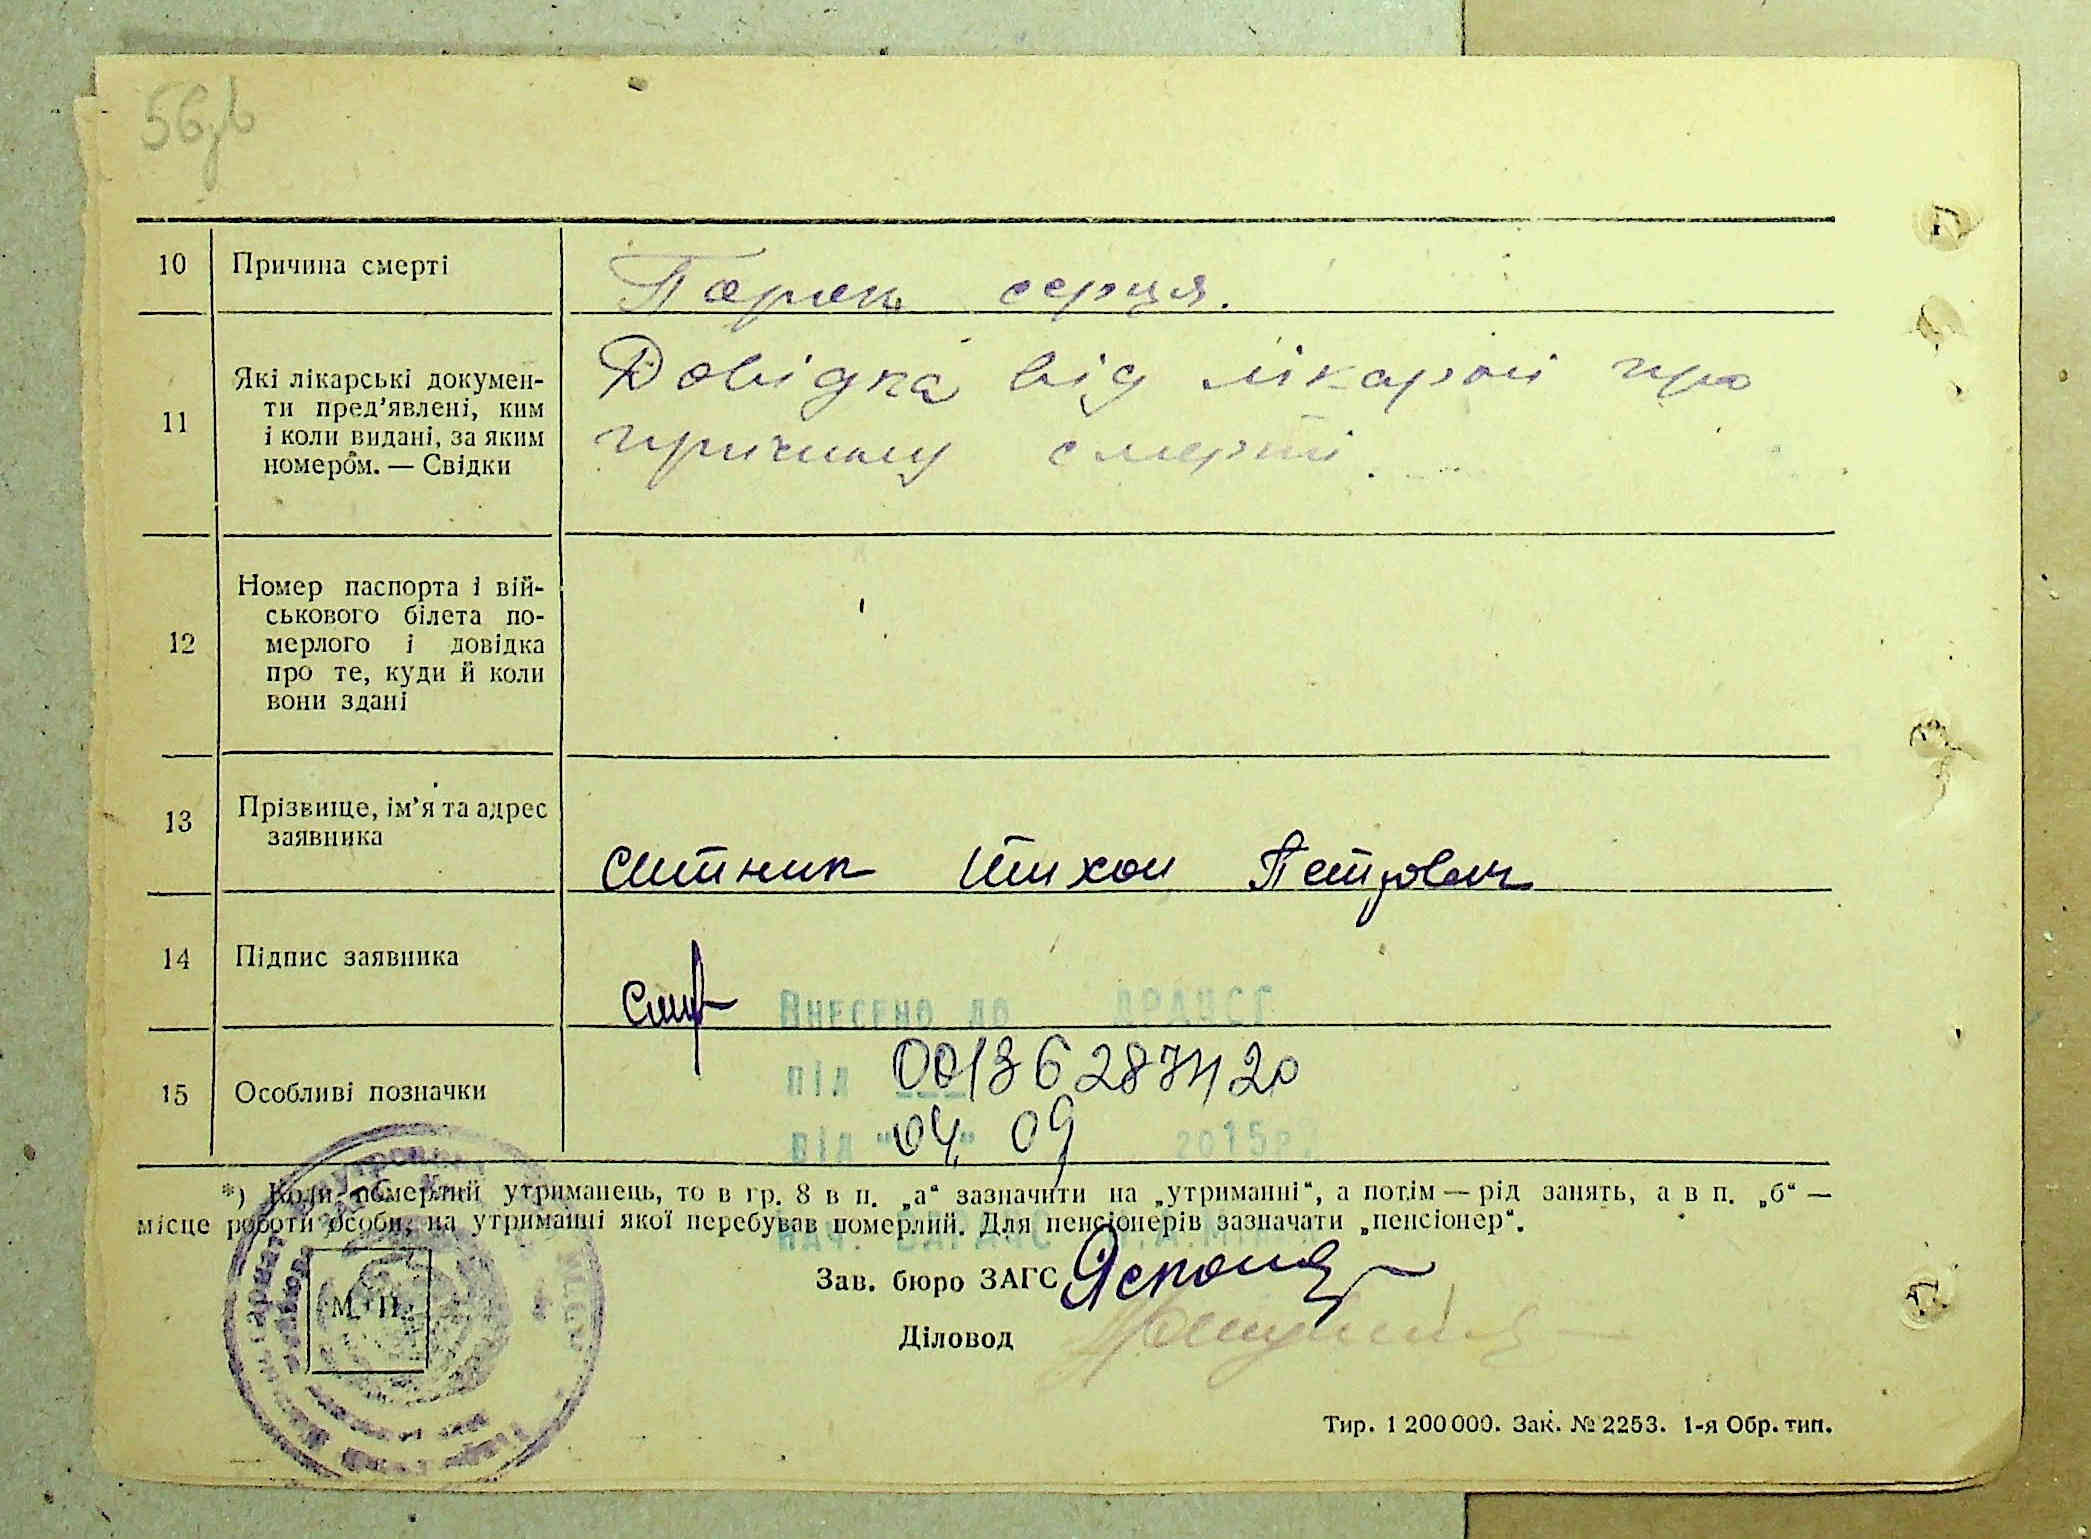 10 Причина смерті Парок серця.
11 Які лікарські докумен-
ти пред'явлені, ким
і коли видані, за яким
номером. — Свідки
Довідка від лікарні про
причину смерті.
12 Номер паспорта і вій-
ськового білета по-
мерлого і довідка
про те, куди й коли
вони здані
13 Прізвище, ім'я та адрес
заявника
Ситник Тихон Петрович
14 Підпис заявника
Внесено до ДРАЦСГ
15 Особливі позначки
від "04" 09 2015р.
*) Коли померлий утриманець, то в гр. 8 в п. „а“ зазначити на „утриманні“, а потім — рід занять, а в п. „б“ —
місце роботи особи, на утриманні якої перебував померлий. Для пенсіонерів зазначати „пенсіонер“.
Зав. бюро ЗАГС
М. П.
Діловод
Тир. 1 200 000. Зак. № 2253. 1-я Обр. тип.